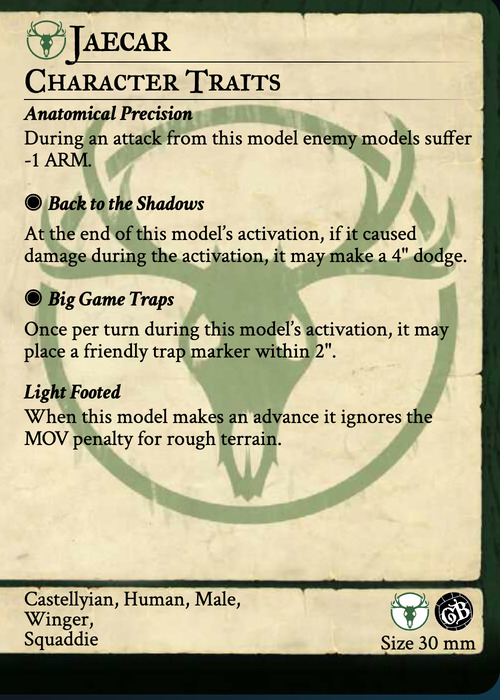 Jaecar
Character Traits
Anatomical Precision
During an attack from this model enemy models suffer
-1 ARM.
Back to the Shadows
At the end of this model's activation, if it caused
damage during the activation, it may make a 4" dodge.
Big Game Traps
Once per turn during this model's activation, it may
place a friendly trap marker within 2".
Light Footed
When this model makes an advance it ignores the
MOV penalty for rough terrain.
Castellyian, Human, Male,
Winger,
Squaddie
GB
Size 30 mm